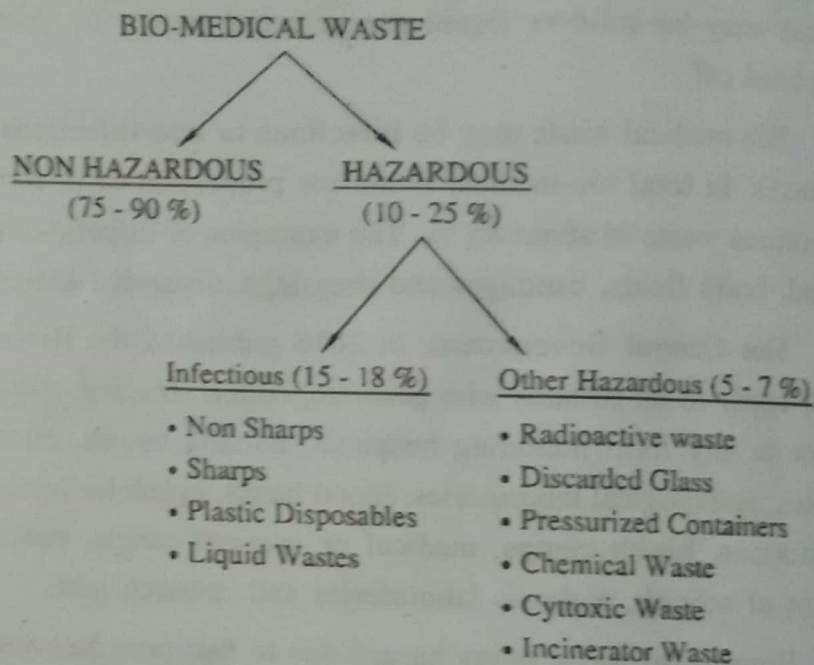 BIO-MEDICAL WASTE
NON HAZARDOUS
(75 - 90 %)
HAZARDOUS
(10 - 25 %)
Infectious (15 - 18 %)
• Non Sharps
• Sharps
• Plastic Disposables
• Liquid Wastes
Other Hazardous (5 - 7 %)
• Radioactive waste
• Discarded Glass
• Pressurized Containers
• Chemical Waste
• Cyttoxic Waste
• Incinerator Waste